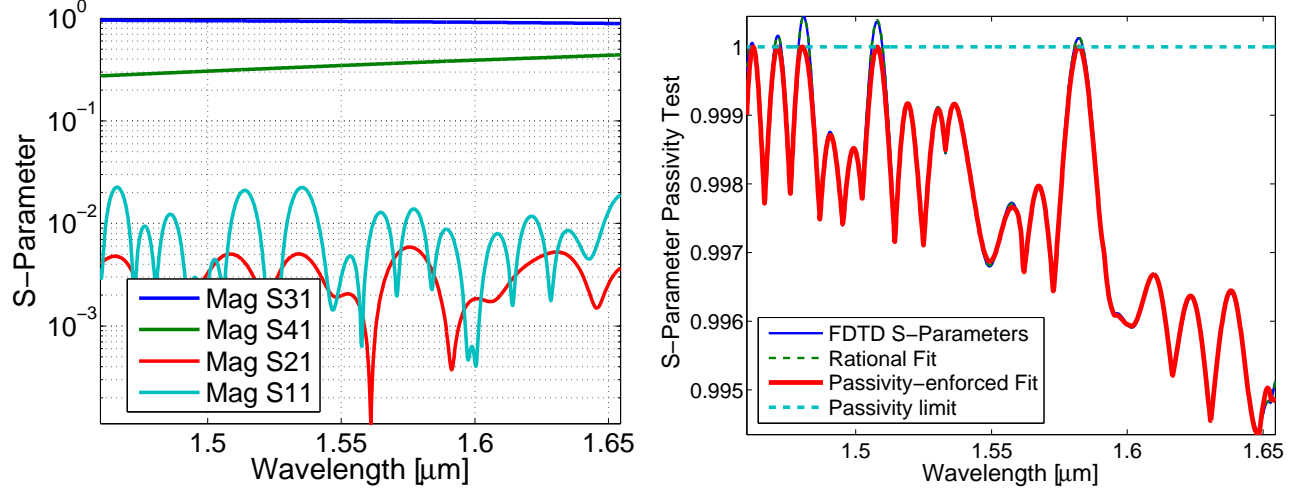 10^0
10^-1
10^-2
10^-3
S-Parameter
Mag S31
Mag S41
Mag S21
Mag S11
1.5
1.55
1.6
1.65
Wavelength [μm]
1
0.999
0.998
0.997
0.996
0.995
S-Parameter Passivity Test
FDTD S-Parameters
Rational Fit
Passivity-enforced Fit
Passivity limit
1.5
1.55
1.6
1.65
Wavelength [μm]